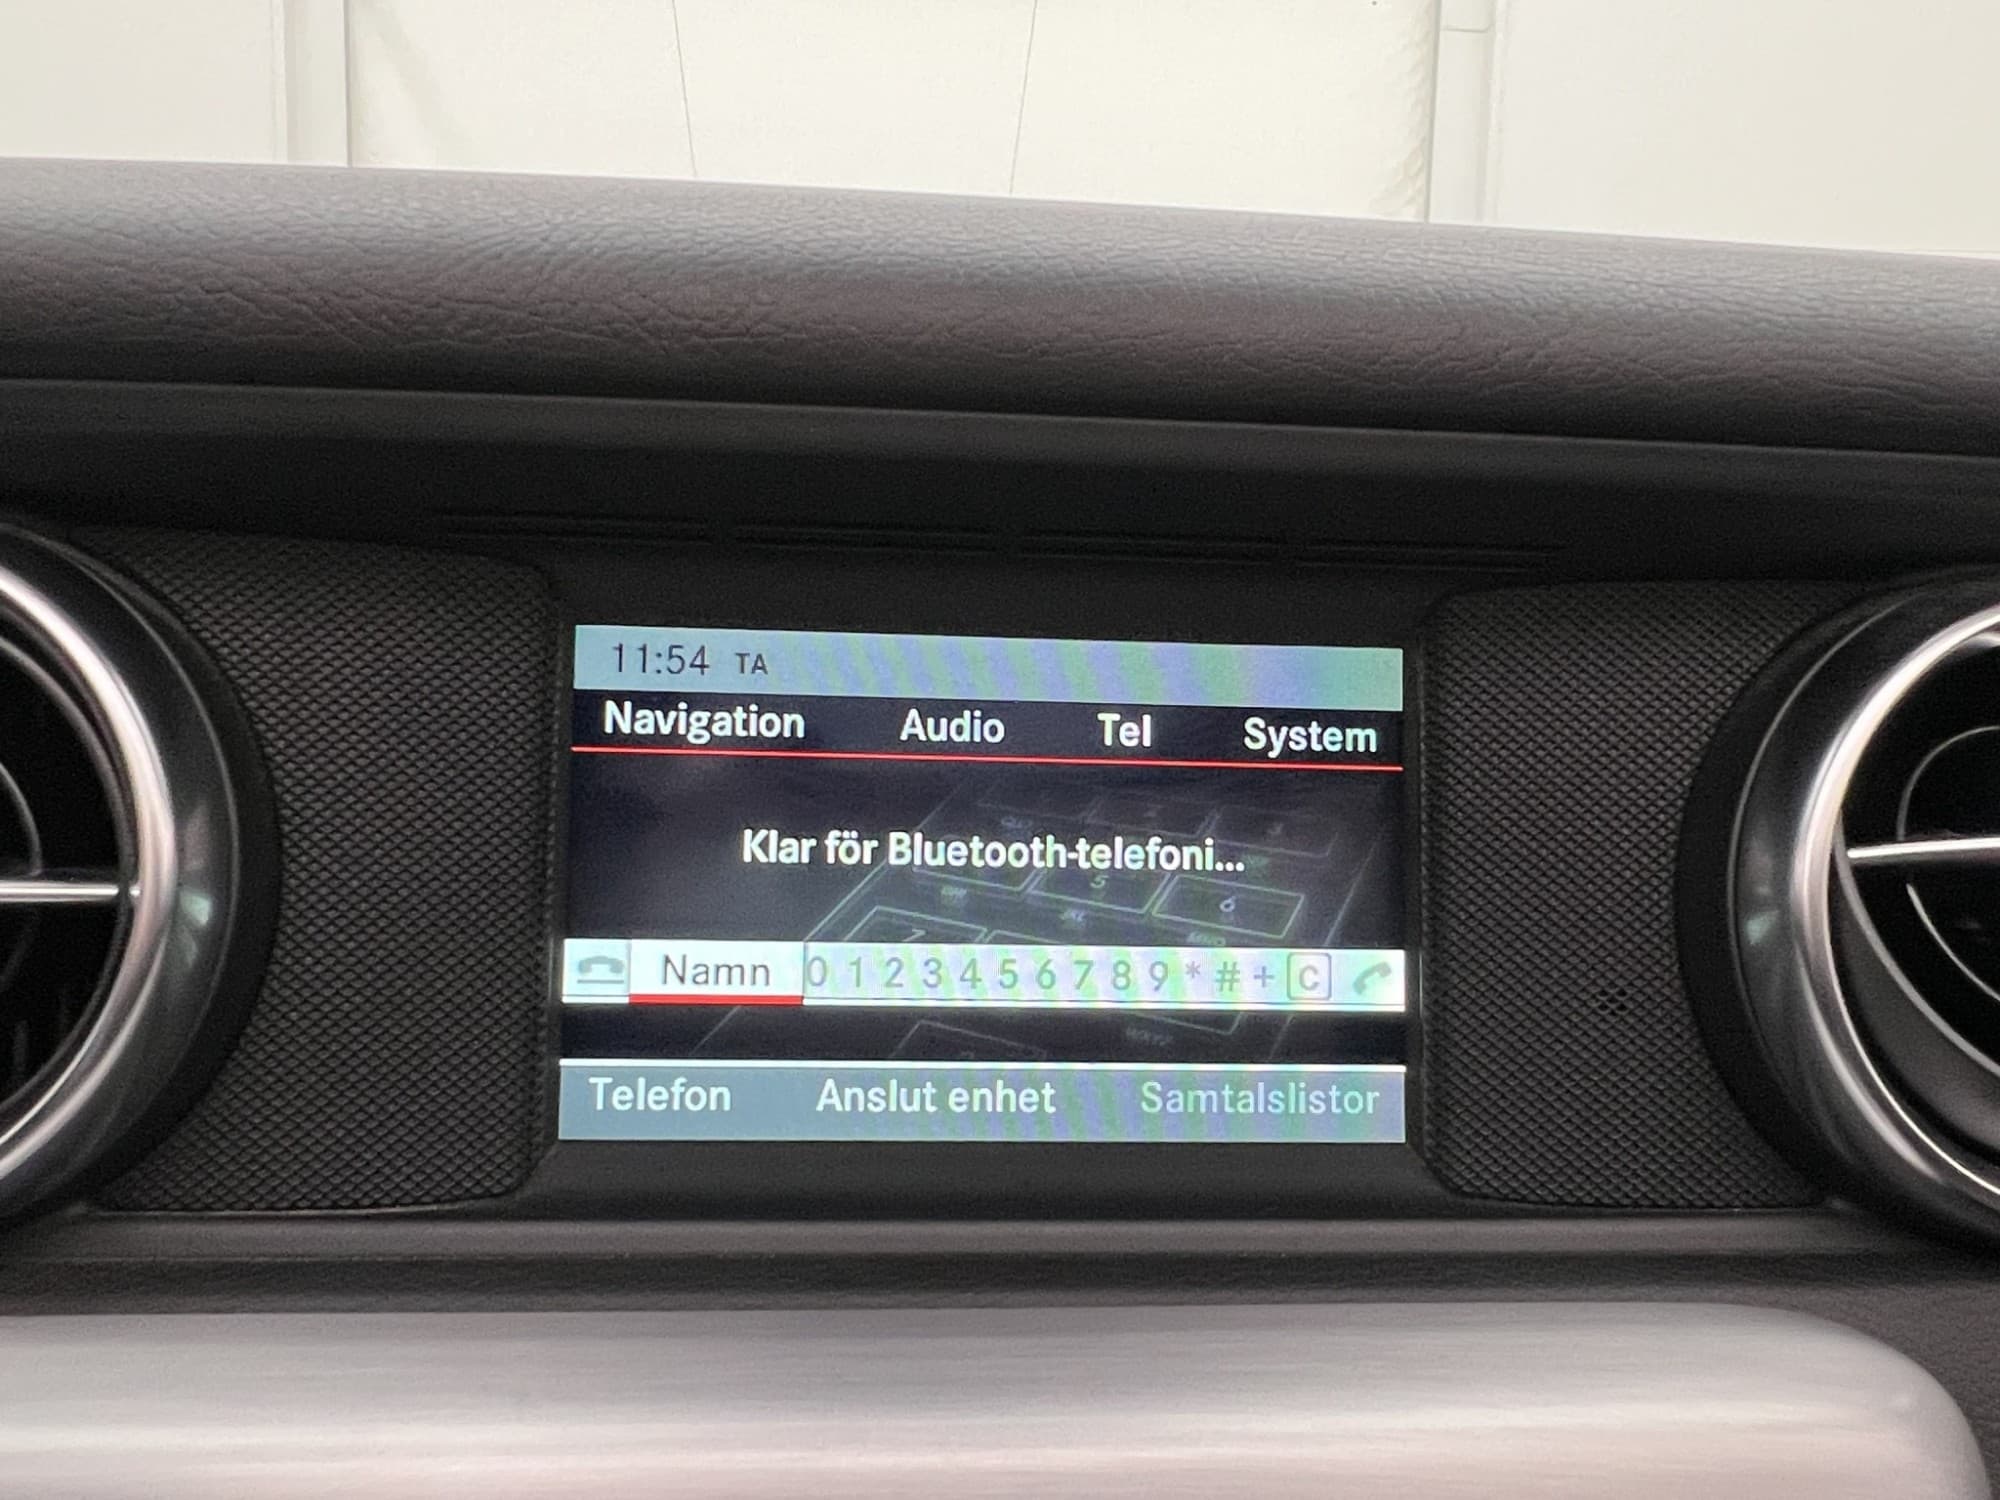 11:54 TA
Navigation Audio Tel System
Klar för Bluetooth-telefoni...
Namn 0 1 2 3 4 5 6 7 8 9 * # + C
Telefon Anslut enhet Samtalslistor